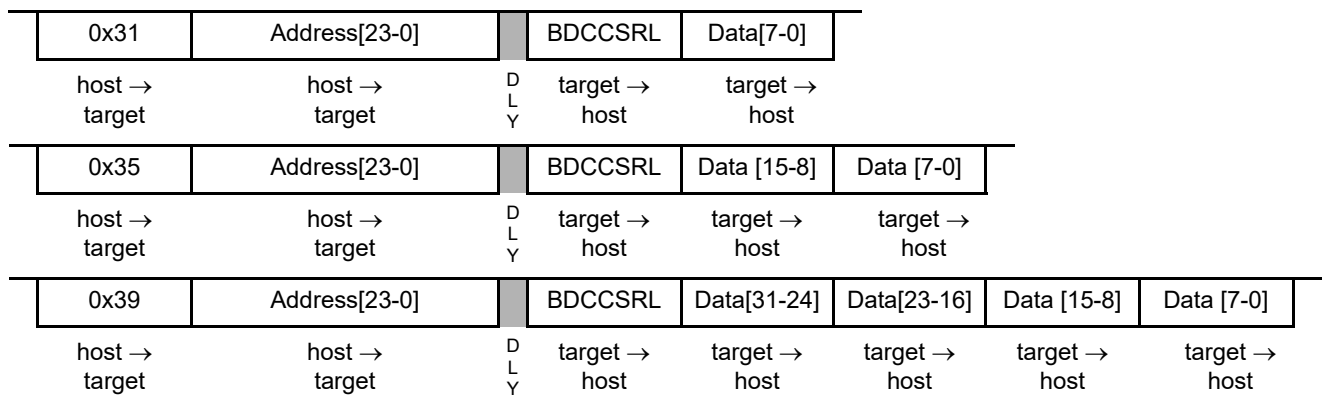 0x31 Address[23-0] BDCCSRL Data[7-0]
host → host → D target → target →
L
target target Y host host
0x35 Address[23-0] BDCCSRL Data [15-8] Data [7-0]
host → host → D target → target → target →
L
target target Y host host host
0x39 Address[23-0] BDCCSRL Data[31-24] Data[23-16] Data [15-8] Data [7-0]
host → host → D target → target → target → target → target →
L
target target Y host host host host host